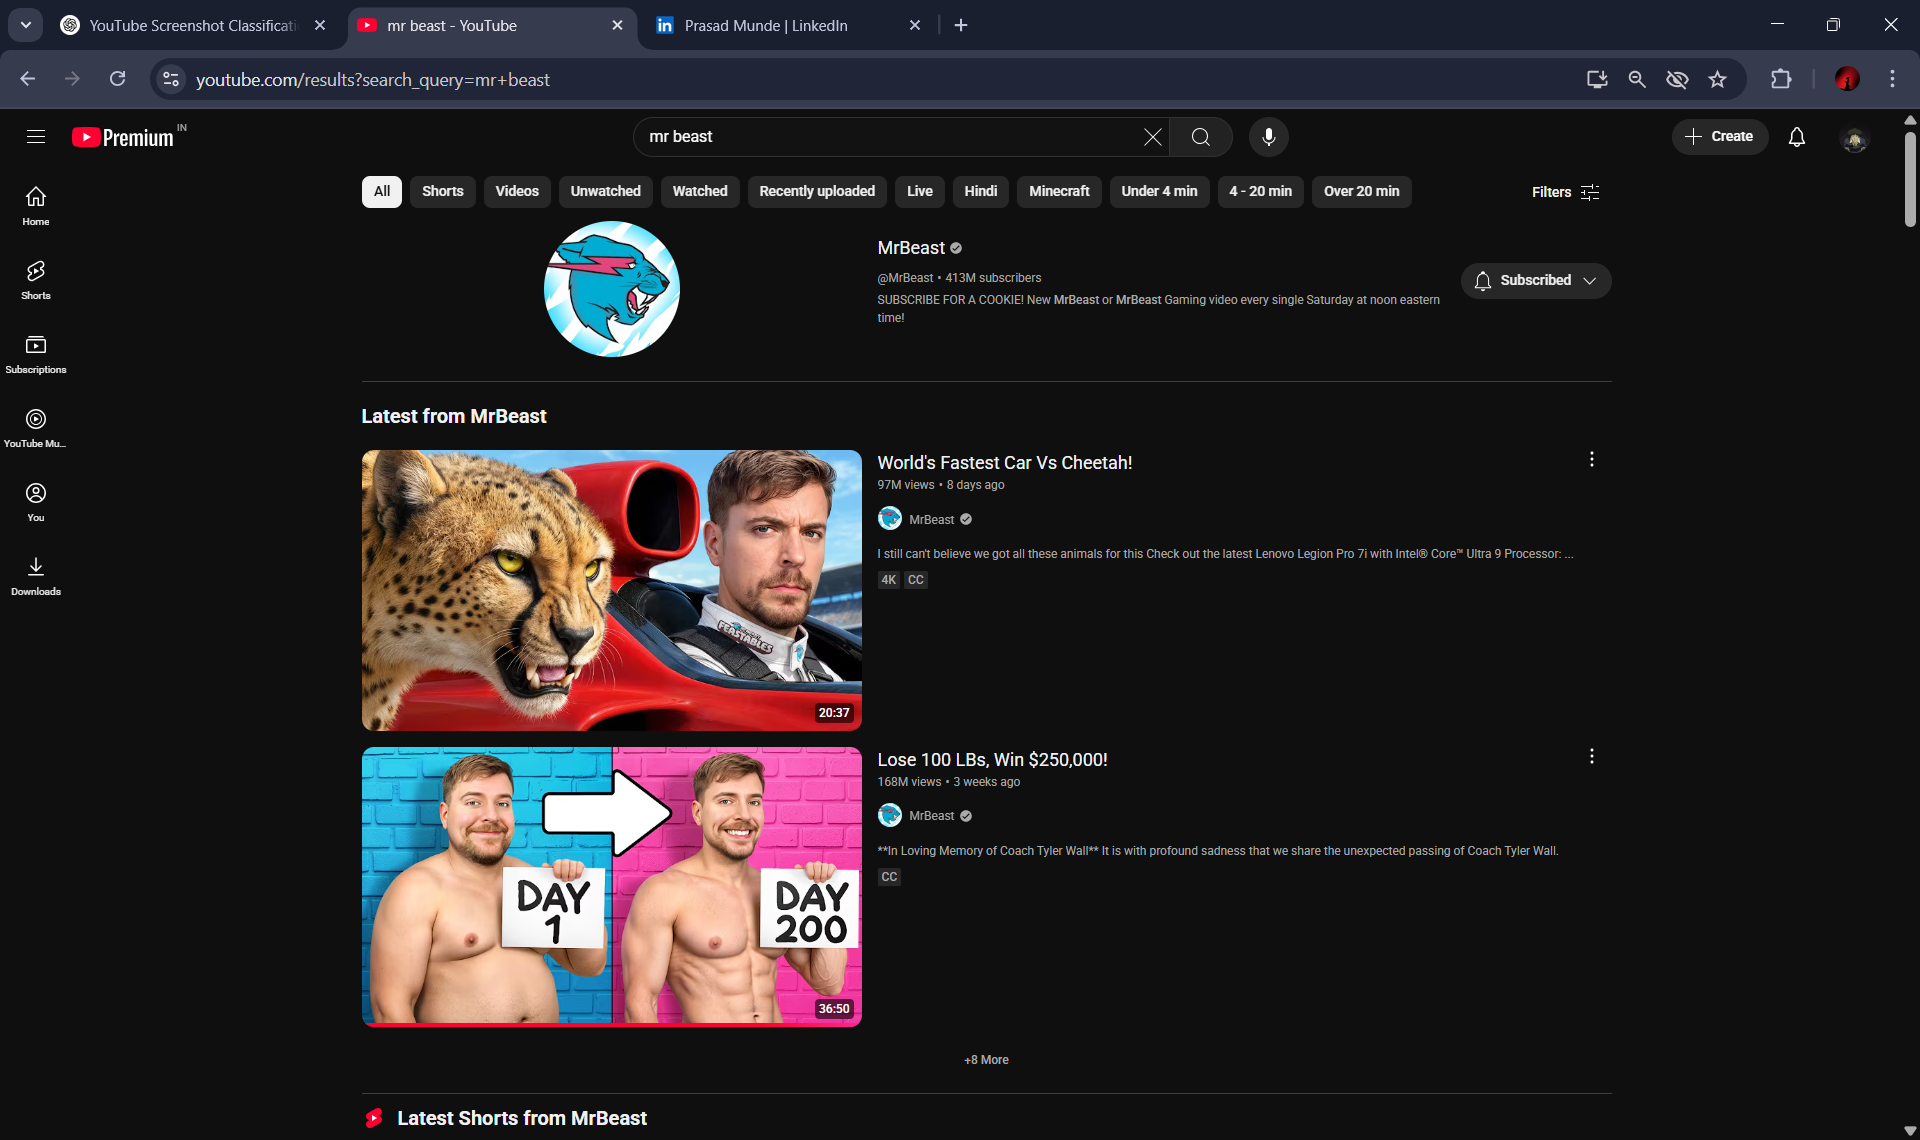 YouTube Screenshot Classificati
mr beast - YouTube
Prasad Munde | LinkedIn
youtube.com/results?search_query=mr+beast
Premium IN
mr beast
Create
All
Shorts
Videos
Unwatched
Watched
Recently uploaded
Live
Hindi
Minecraft
Under 4 min
4 - 20 min
Over 20 min
Filters
Home
Shorts
Subscriptions
YouTube Mu...
You
Downloads
MrBeast
@MrBeast • 413M subscribers
SUBSCRIBE FOR A COOKIE! New MrBeast or MrBeast Gaming video every single Saturday at noon eastern
time!
Subscribed
Latest from MrBeast
FEASTABLES
20:37
World's Fastest Car Vs Cheetah!
97M views • 8 days ago
MrBeast
I still can't believe we got all these animals for this Check out the latest Lenovo Legion Pro 7i with Intel® Core™ Ultra 9 Processor: ...
4K CC
DAY
1
DAY
200
36:50
Lose 100 LBs, Win $250,000!
168M views • 3 weeks ago
MrBeast
**In Loving Memory of Coach Tyler Wall** It is with profound sadness that we share the unexpected passing of Coach Tyler Wall.
CC
+8 More
Latest Shorts from MrBeast